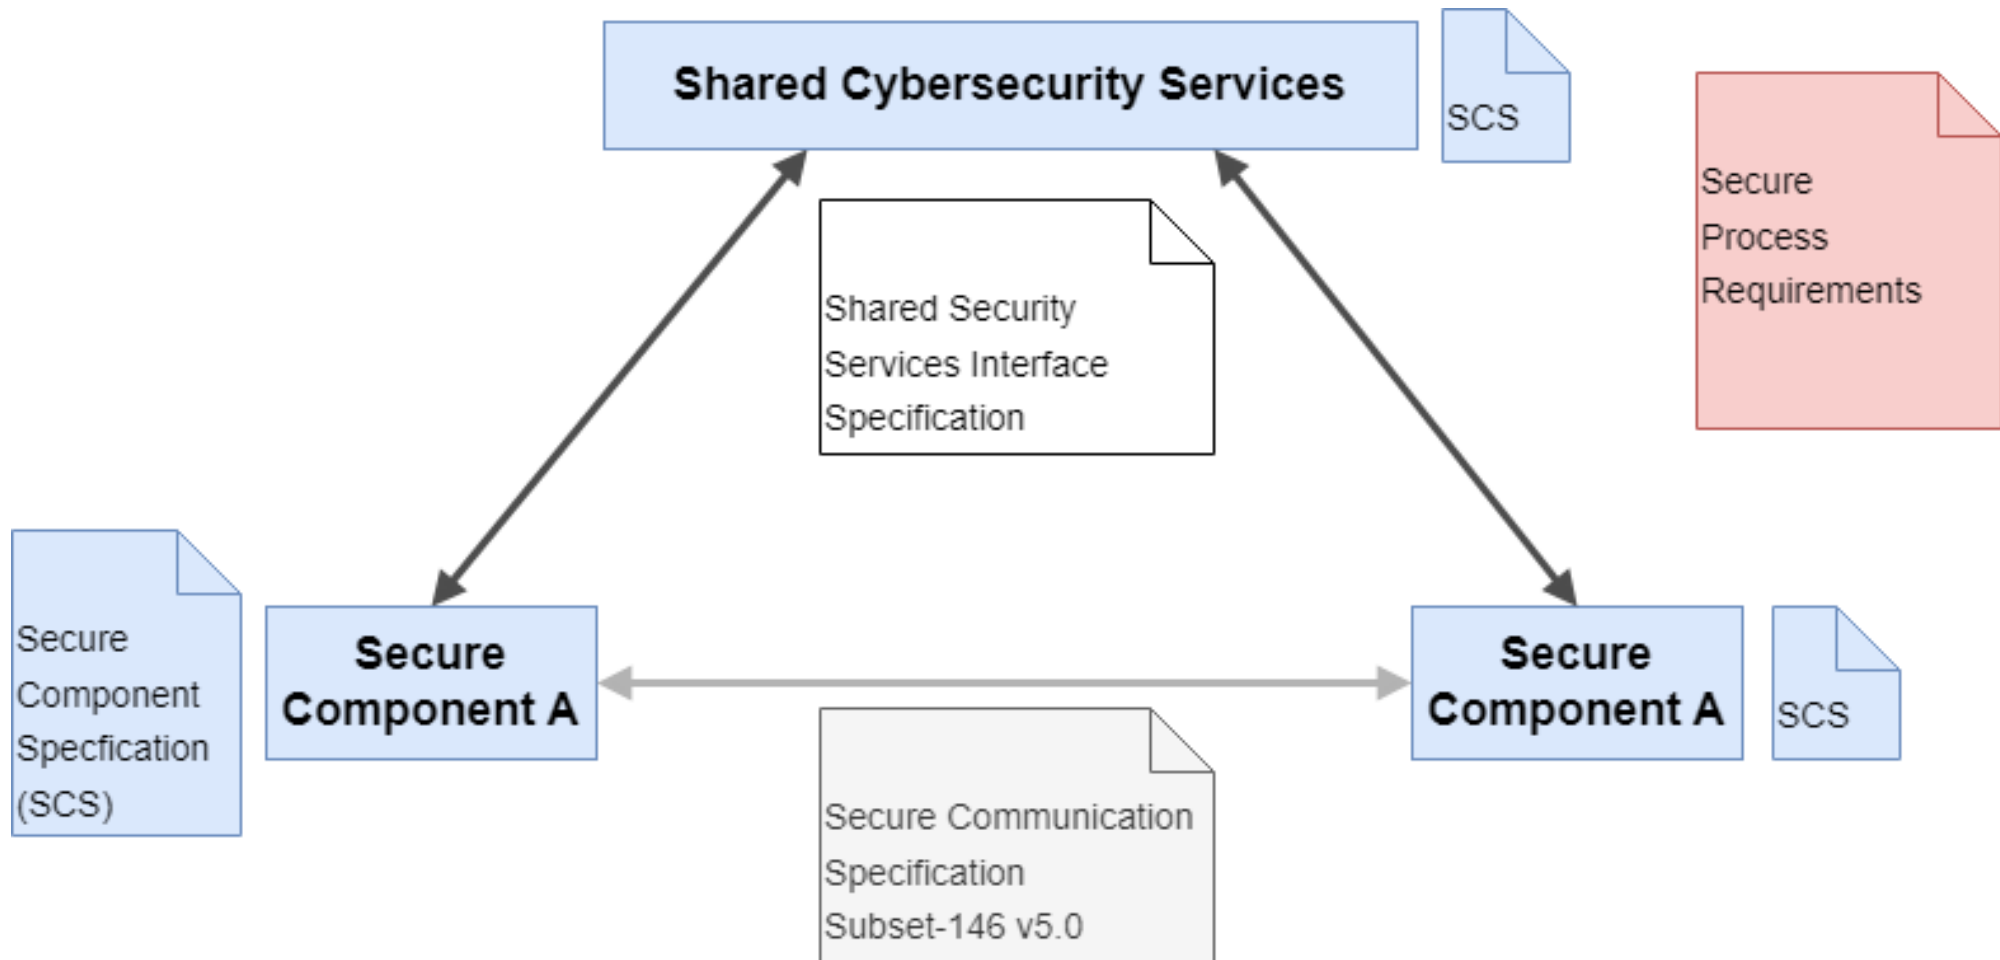 Shared Cybersecurity Services
SCS
Secure
Process
Requirements
Shared Security
Services Interface
Specification
Secure
Component
Specfication
(SCS)
Secure
Component A
Secure
Component A
SCS
Secure Communication
Specification
Subset-146 v5.0